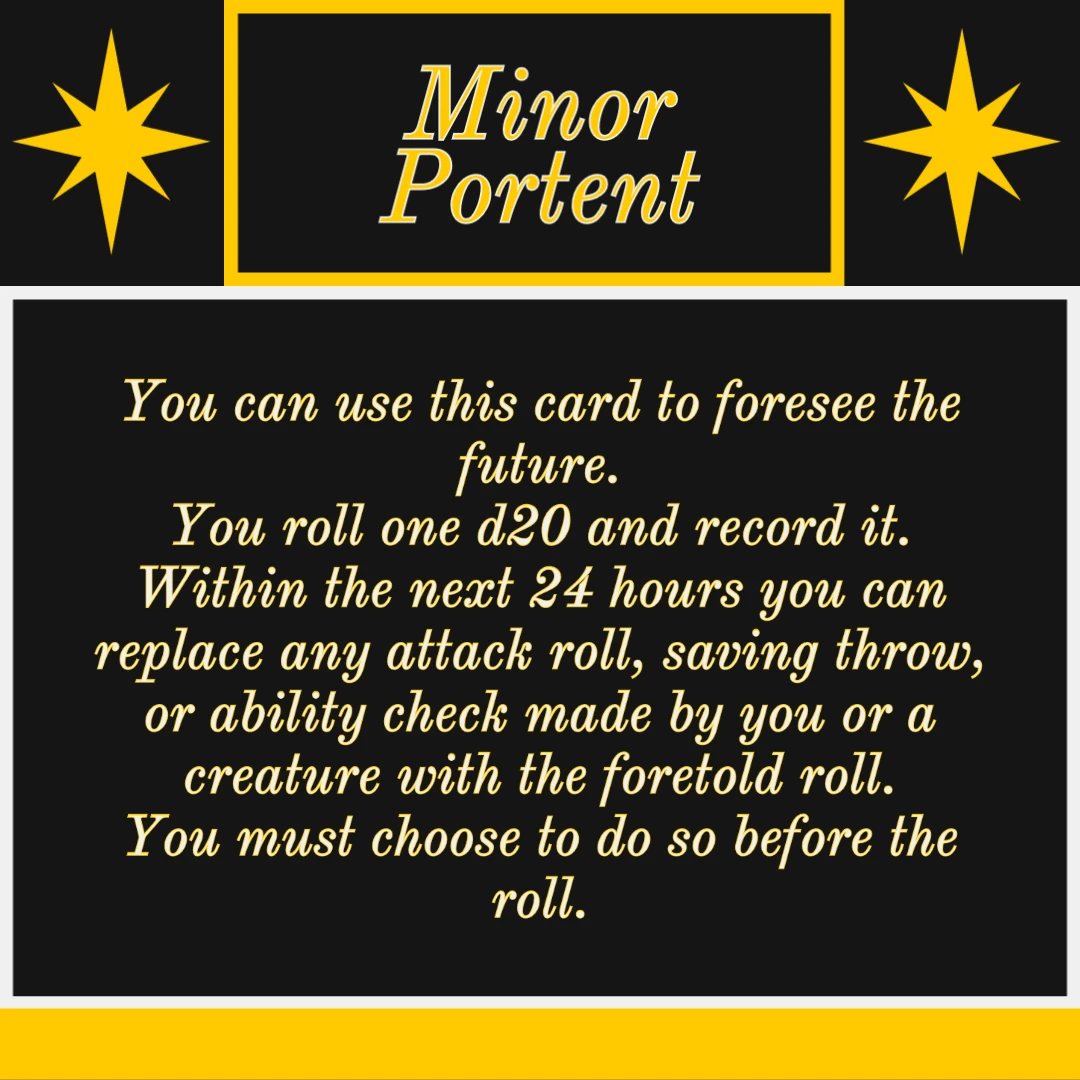 Minor
Portent
You can use this card to foresee the
future.
You roll one d20 and record it.
Within the next 24 hours you can
replace any attack roll, saving throw,
or ability check made by you or a
creature with the foretold roll.
You must choose to do so before the
roll.